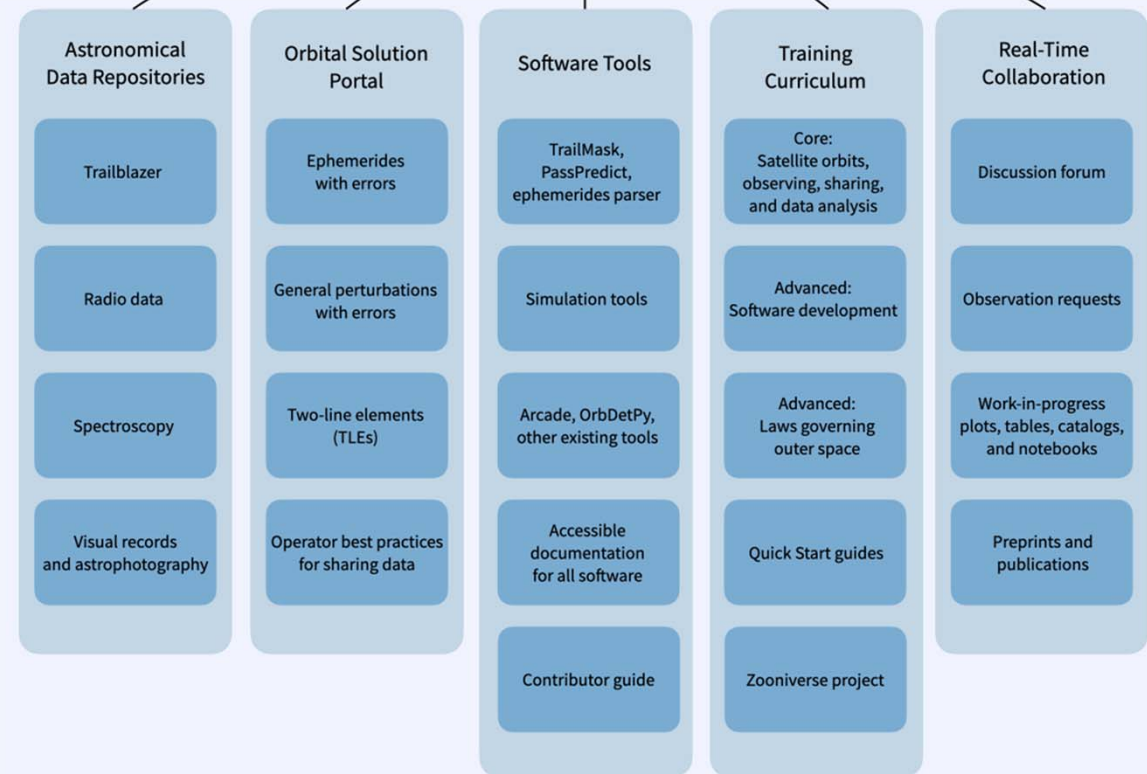 Astronomical
Data Repositories
Trailblazer
Radio data
Spectroscopy
Visual records
and astrophotography
Orbital Solution
Portal
Ephemerides
with errors
General perturbations
with errors
Two-line elements
(TLEs)
Operator best practices
for sharing data
Software Tools
TrailMask,
PassPredict,
ephemerides parser
Simulation tools
Arcade, OrbDetPy,
other existing tools
Accessible
documentation
for all software
Contributor guide
Training
Curriculum
Core:
Satellite orbits,
observing, sharing,
and data analysis
Advanced:
Software development
Advanced:
Laws governing
outer space
Quick Start guides
Zooniverse project
Real-Time
Collaboration
Discussion forum
Observation requests
Work-in-progress
plots, tables, catalogs,
and notebooks
Preprints and
publications